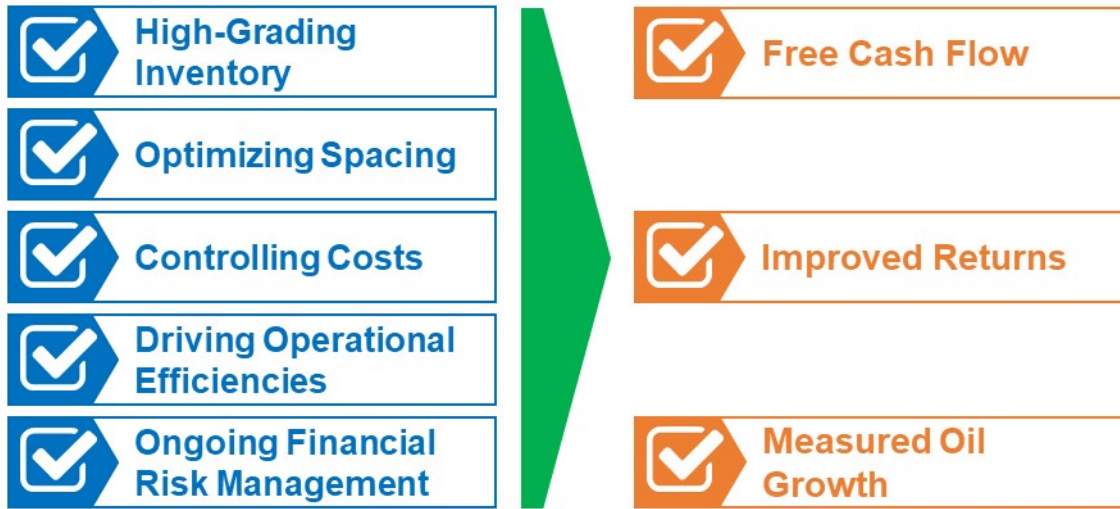 High-Grading
Inventory
Optimizing Spacing
Controlling Costs
Driving Operational
Efficiencies
Ongoing Financial
Risk Management
Free Cash Flow
Improved Returns
Measured Oil
Growth